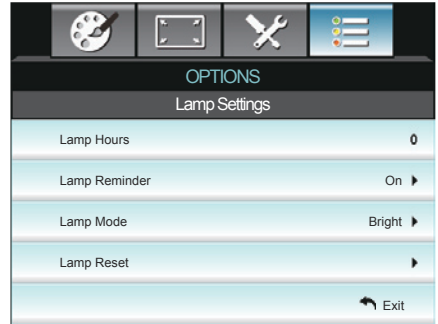 OPTIONS
Lamp Settings
Lamp Hours 0
Lamp Reminder On
Lamp Mode Bright
Lamp Reset
Exit